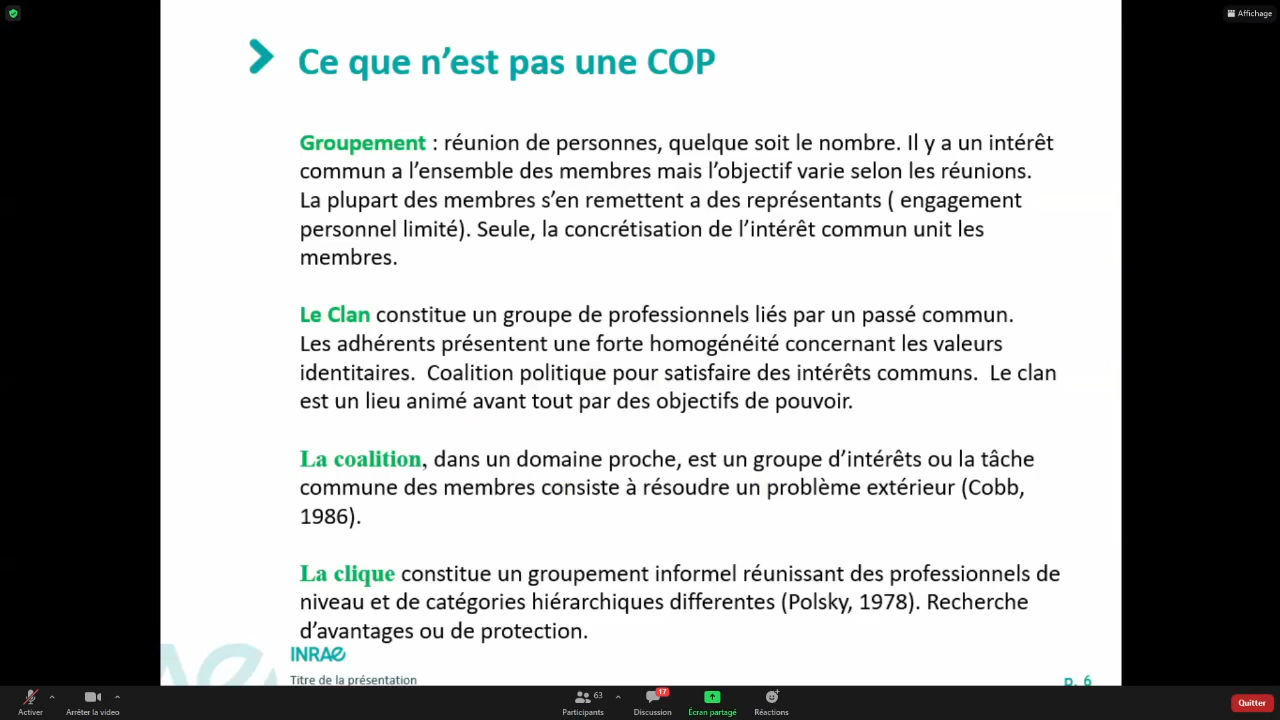 Affichage
Ce que n'est pas une COP
Groupement : réunion de personnes, quelque soit le nombre. Il y a un intérêt
commun a l'ensemble des membres mais l'objectif varie selon les réunions.
La plupart des membres s'en remettent a des représentants ( engagement
personnel limité). Seule, la concrétisation de l'intérêt commun unit les
membres.
Le Clan constitue un groupe de professionnels liés par un passé commun.
Les adhérents présentent une forte homogénéité concernant les valeurs
identitaires.  Coalition politique pour satisfaire des intérêts communs.  Le clan
est un lieu animé avant tout par des objectifs de pouvoir.
La coalition, dans un domaine proche, est un groupe d'intérêts ou la tâche
commune des membres consiste à résoudre un problème extérieur (Cobb,
1986).
La clique constitue un groupement informel réunissant des professionnels de
niveau et de catégories hiérarchiques differentes (Polsky, 1978). Recherche
d'avantages ou de protection.
INRAE
Titre de la présentation
p. 6
Activer
Arrêter la video
63
Participants
17
Discussion
Écran partagé
Réactions
Quitter